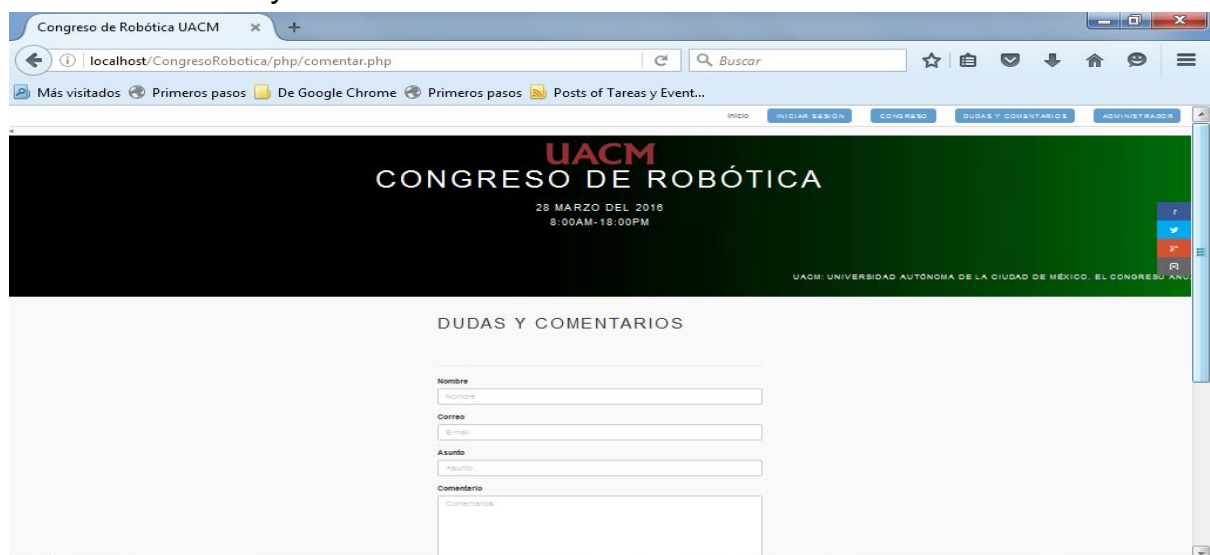 y
Congreso de Robótica UACM
localhost/CongresoRobotica/php/comentar.php
Buscar
Más visitados Primeros pasos De Google Chrome Primeros pasos Posts of Tareas y Event...
Inicio INICIAR SESIÓN CONGRESO DUDAS Y COMENTARIOS ADMINISTRADOR
UACM
CONGRESO DE ROBÓTICA
28 MARZO DEL 2016
8:00AM-18:00PM
UACM: UNIVERSIDAD AUTÓNOMA DE LA CIUDAD DE MÉXICO. EL CONGRESO ANU
DUDAS Y COMENTARIOS
Nombre
Nombre
Correo
E-mail
Asunto
Asunto
Comentario
Comentarios